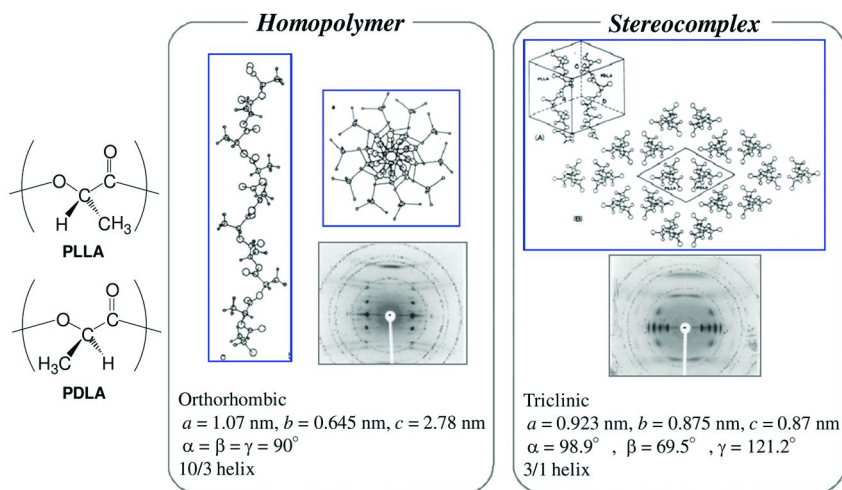 Homopolymer
Stereocomplex
O
O
C
H
CH₃
PLLA
O
O
C
H₃C
H
PDLA
Orthorhombic
a = 1.07 nm, b = 0.645 nm, c = 2.78 nm
α = β = γ = 90°
10/3 helix
PLLA
PDLA
c
a
b
(A)
(B)
Triclinic
a = 0.923 nm, b = 0.875 nm, c = 0.87 nm
α = 98.9° , β = 69.5° , γ = 121.2°
3/1 helix